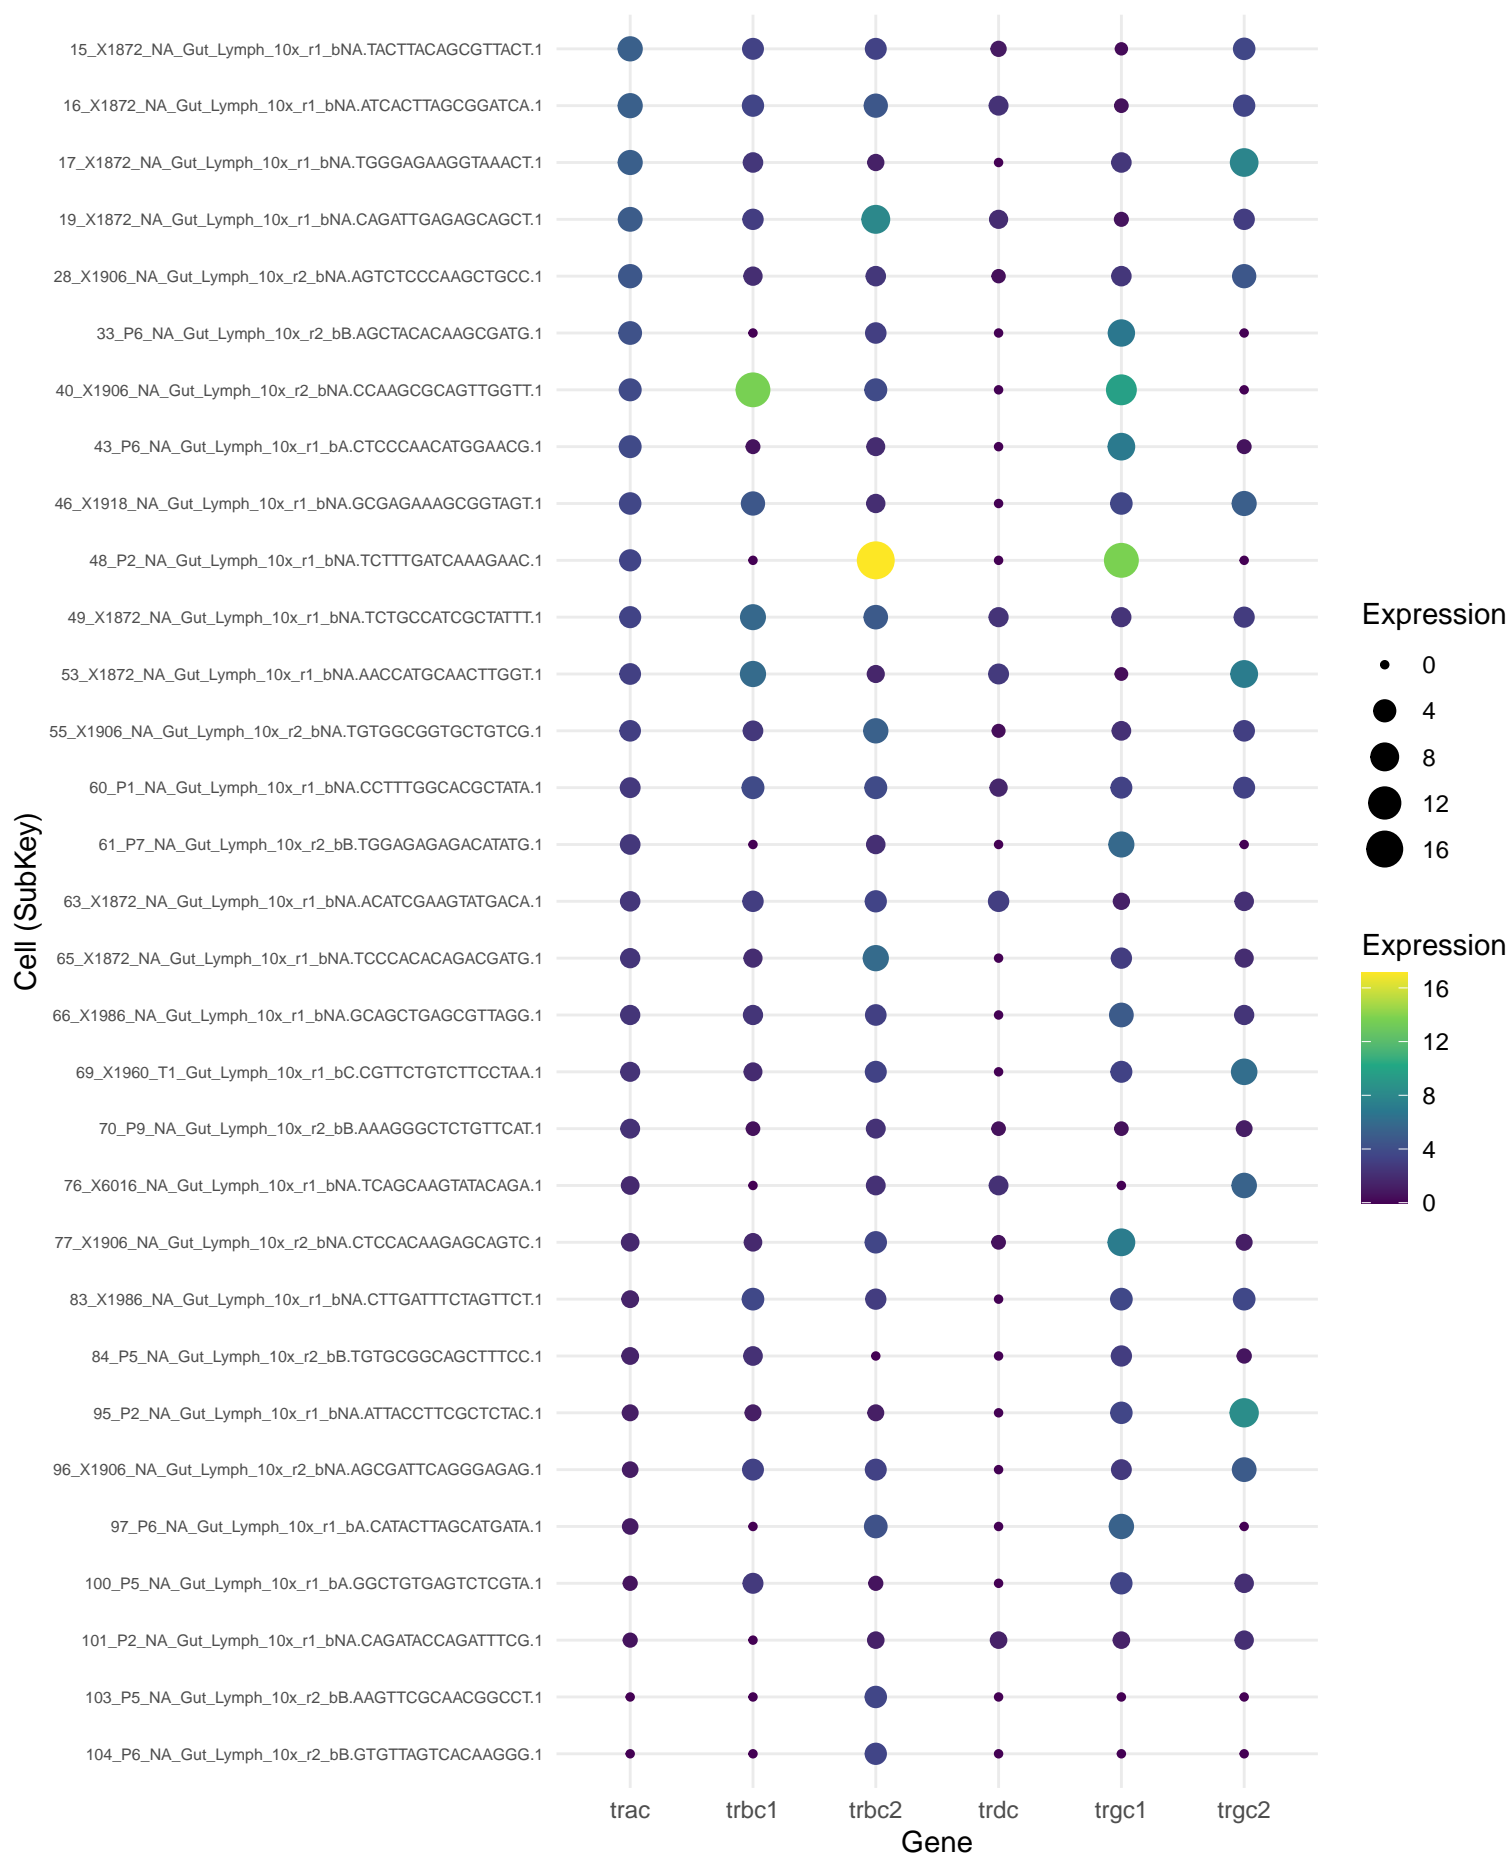 15_X1872_NA_Gut_Lymph_10x_r1_bNA.TACTTACAGCGTTACT.1
16_X1872_NA_Gut_Lymph_10x_r1_bNA.ATCACTTAGCGGATCA.1
17_X1872_NA_Gut_Lymph_10x_r1_bNA.TGGGAGAAGGTAAACT.1
19_X1872_NA_Gut_Lymph_10x_r1_bNA.CAGATTGAGAGCAGCT.1
28_X1906_NA_Gut_Lymph_10x_r2_bNA.AGTCTCCCAAGCTGCC.1
33_P6_NA_Gut_Lymph_10x_r2_bB.AGCTACACAAGCGATG.1
40_X1906_NA_Gut_Lymph_10x_r2_bNA.CCAAGCGCAGTTGGTT.1
43_P6_NA_Gut_Lymph_10x_r1_bA.CTCCCAACATGGAACG.1
46_X1918_NA_Gut_Lymph_10x_r1_bNA.GCGAGAAAGCGGTAGT.1
48_P2_NA_Gut_Lymph_10x_r1_bNA.TCTTTGATCAAAGAAC.1
49_X1872_NA_Gut_Lymph_10x_r1_bNA.TCTGCCATCGCTATTT.1
53_X1872_NA_Gut_Lymph_10x_r1_bNA.AACCATGCAACTTGGT.1
55_X1906_NA_Gut_Lymph_10x_r2_bNA.TGTGGCGGTGCTGTCG.1
60_P1_NA_Gut_Lymph_10x_r1_bNA.CCTTTGGCACGCTATA.1
61_P7_NA_Gut_Lymph_10x_r2_bB.TGGAGAGAGACATATG.1
63_X1872_NA_Gut_Lymph_10x_r1_bNA.ACATCGAAGTATGACA.1
65_X1872_NA_Gut_Lymph_10x_r1_bNA.TCCCACACAGACGATG.1
66_X1986_NA_Gut_Lymph_10x_r1_bNA.GCAGCTGAGCGTTAGG.1
69_X1960_T1_Gut_Lymph_10x_r1_bC.CGTTCTGTCTTCCTAA.1
70_P9_NA_Gut_Lymph_10x_r2_bB.AAAGGGCTCTGTTCAT.1
76_X6016_NA_Gut_Lymph_10x_r1_bNA.TCAGCAAGTATACAGA.1
77_X1906_NA_Gut_Lymph_10x_r2_bNA.CTCCACAAGAGCAGTC.1
83_X1986_NA_Gut_Lymph_10x_r1_bNA.CTTGATTTCTAGTTCT.1
84_P5_NA_Gut_Lymph_10x_r2_bB.TGTGCGGCAGCTTTCC.1
95_P2_NA_Gut_Lymph_10x_r1_bNA.ATTACCTTCGCTCTAC.1
96_X1906_NA_Gut_Lymph_10x_r2_bNA.AGCGATTCAGGGAGAG.1
97_P6_NA_Gut_Lymph_10x_r1_bA.CATACTTAGCATGATA.1
100_P5_NA_Gut_Lymph_10x_r1_bA.GGCTGTGAGTCTCGTA.1
101_P2_NA_Gut_Lymph_10x_r1_bNA.CAGATACCAGATTTCG.1
103_P5_NA_Gut_Lymph_10x_r2_bB.AAGTTCGCAACGGCCT.1
104_P6_NA_Gut_Lymph_10x_r2_bB.GTGTTAGTCACAAGGG.1
Cell (SubKey)
trac trbc1 trbc2 trdc trgc1 trgc2
Gene
Expression
0
4
8
12
16
Expression
16
12
8
4
0